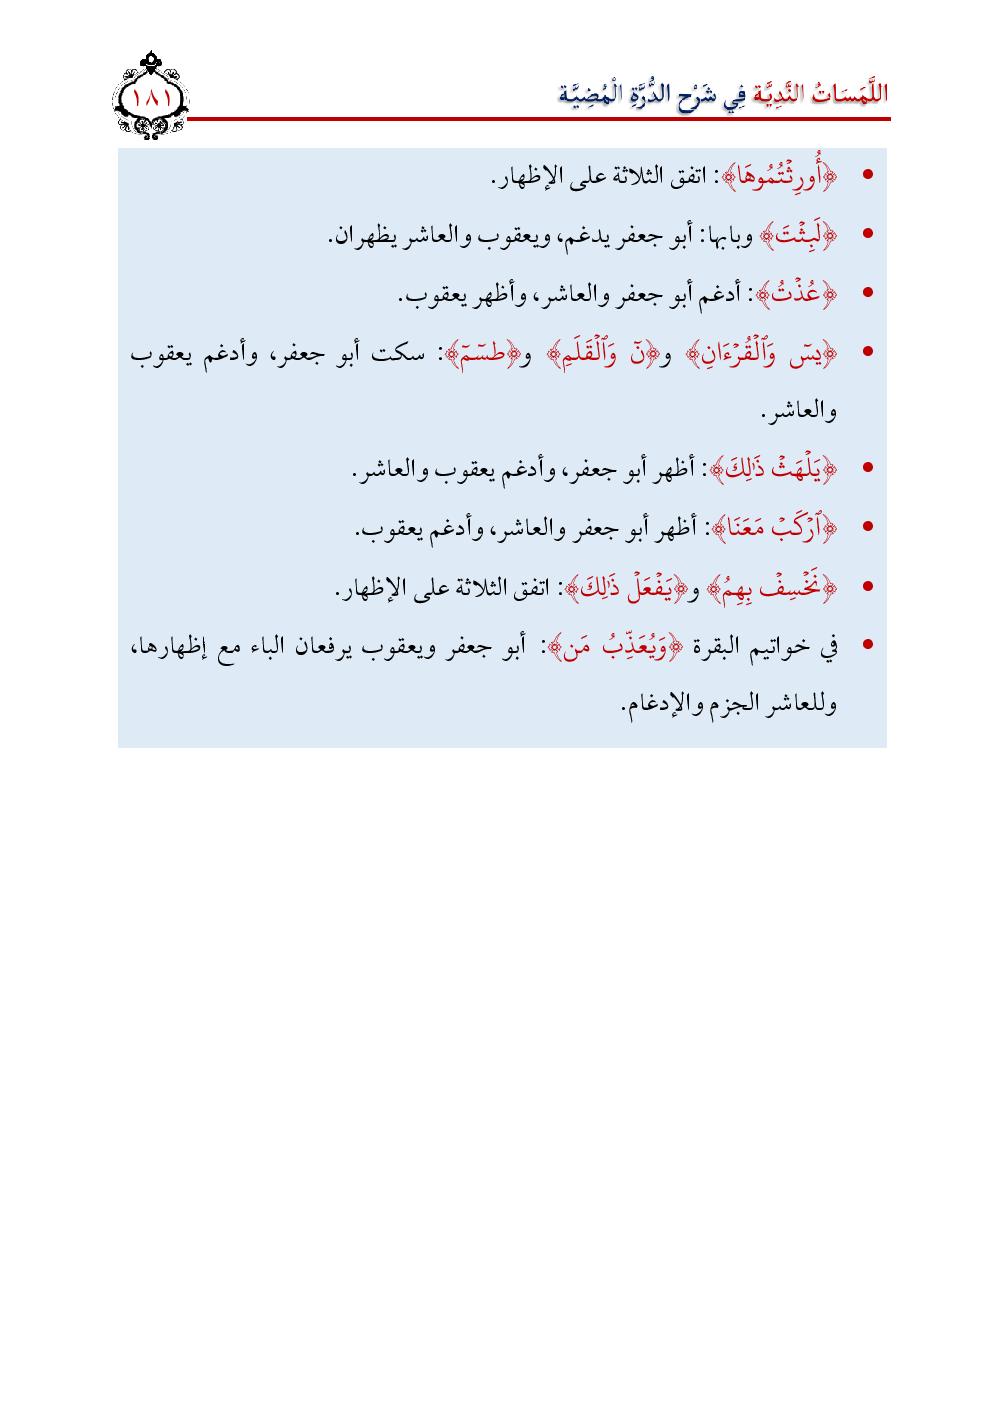 اللَّمَسَاتُ النَّدِيَّة فِي شَرْح الدُّرَّةِ الْمُضِيَّة
١٨١
• ﴿أُورِثْتُمُوهَا﴾: اتفق الثلاثة على الإظهار.
• ﴿لَبِثْتَ﴾ وبابها: أبو جعفر يدغم، ويعقوب والعاشر يظهران.
• ﴿عُذْتُ﴾: أدغم أبو جعفر والعاشر، وأظهر يعقوب.
• ﴿يسٓ وَٱلْقُرْءَانِ﴾ و﴿نٓ وَٱلْقَلَمِ﴾ و﴿طسٓمٓ﴾: سكت أبو جعفر، وأدغم يعقوب
والعاشر.
• ﴿يَلْهَثْ ذَٰلِكَ﴾: أظهر أبو جعفر، وأدغم يعقوب والعاشر.
• ﴿ٱرْكَبْ مَعَنَا﴾: أظهر أبو جعفر والعاشر، وأدغم يعقوب.
• ﴿نَخْسِفْ بِهِمُ﴾ و﴿يَفْعَلْ ذَٰلِكَ﴾: اتفق الثلاثة على الإظهار.
• في خواتيم البقرة ﴿وَيُعَذِّبُ مَن﴾: أبو جعفر ويعقوب يرفعان الباء مع إظهارها،
وللعاشر الجزم والإدغام.